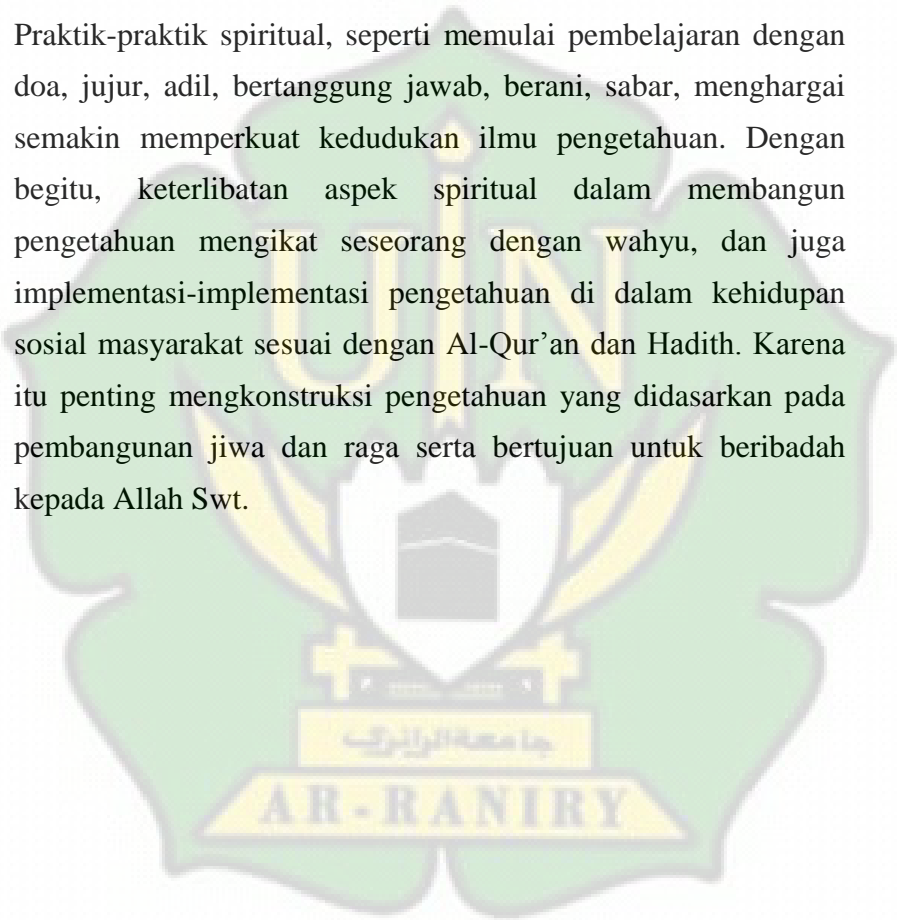 Praktik-praktik spiritual, seperti memulai pembelajaran dengan
doa, jujur, adil, bertanggung jawab, berani, sabar, menghargai
semakin memperkuat kedudukan ilmu pengetahuan. Dengan
begitu, keterlibatan aspek spiritual dalam membangun
pengetahuan mengikat seseorang dengan wahyu, dan juga
implementasi-implementasi pengetahuan di dalam kehidupan
sosial masyarakat sesuai dengan Al-Qur’an dan Hadith. Karena
itu penting mengkonstruksi pengetahuan yang didasarkan pada
pembangunan jiwa dan raga serta bertujuan untuk beribadah
kepada Allah Swt.
UIN
جامعة الرانري
AR-RANIRY